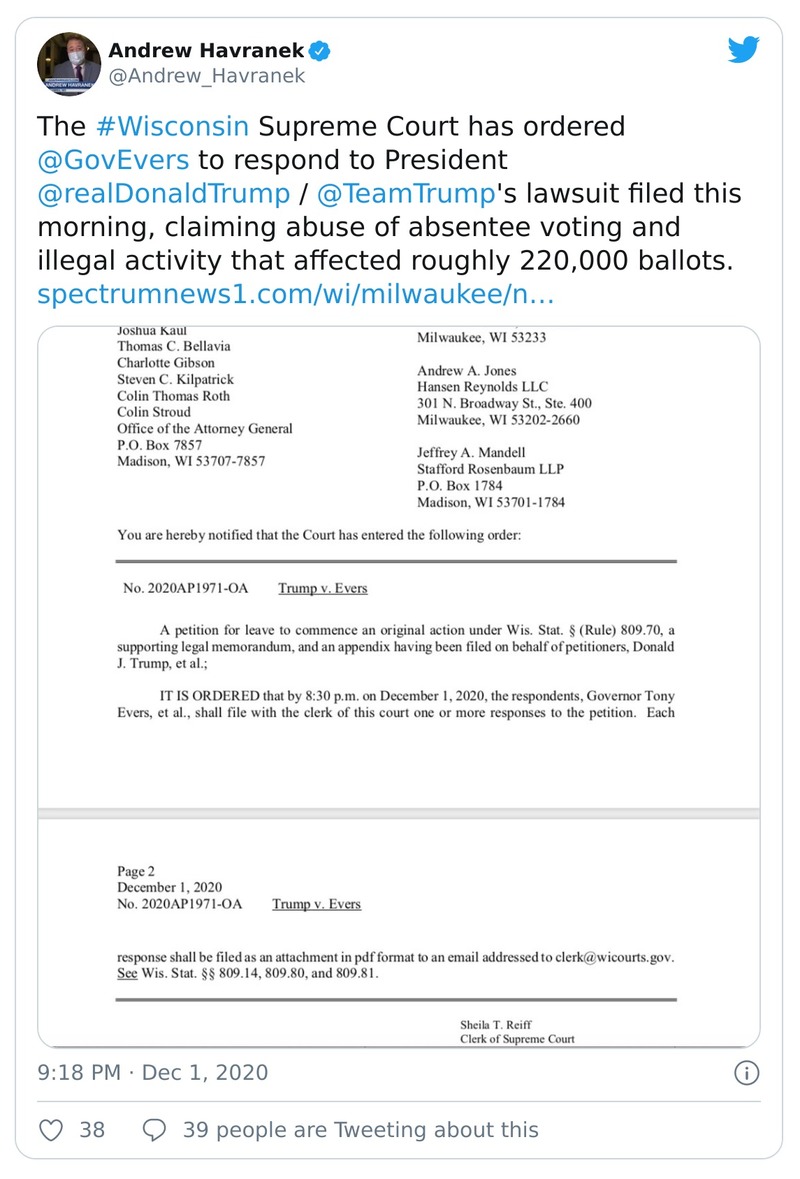 Andrew Havranek
@Andrew_Havranek
The #Wisconsin Supreme Court has ordered
@GovEvers to respond to President
@realDonaldTrump / @TeamTrump's lawsuit filed this
morning, claiming abuse of absentee voting and
illegal activity that affected roughly 220,000 ballots.
spectrumnews1.com/wi/milwaukee/n…
Joshua Kaul
Thomas C. Bellavia
Charlotte Gibson
Steven C. Kilpatrick
Colin Thomas Roth
Colin Stroud
Office of the Attorney General
P.O. Box 7857
Madison, WI 53707-7857
Milwaukee, WI 53233
Andrew A. Jones
Hansen Reynolds LLC
301 N. Broadway St., Ste. 400
Milwaukee, WI 53202-2660
Jeffrey A. Mandell
Stafford Rosenbaum LLP
P.O. Box 1784
Madison, WI 53701-1784
You are hereby notified that the Court has entered the following order:
No. 2020AP1971-OA Trump v. Evers
A petition for leave to commence an original action under Wis. Stat. § (Rule) 809.70, a
supporting legal memorandum, and an appendix having been filed on behalf of petitioners, Donald
J. Trump, et al.;
IT IS ORDERED that by 8:30 p.m. on December 1, 2020, the respondents, Governor Tony
Evers, et al., shall file with the clerk of this court one or more responses to the petition. Each
Page 2
December 1, 2020
No. 2020AP1971-OA Trump v. Evers
response shall be filed as an attachment in pdf format to an email addressed to clerk@wicourts.gov.
See Wis. Stat. §§ 809.14, 809.80, and 809.81.
Sheila T. Reiff
Clerk of Supreme Court
9:18 PM · Dec 1, 2020
38
39 people are Tweeting about this